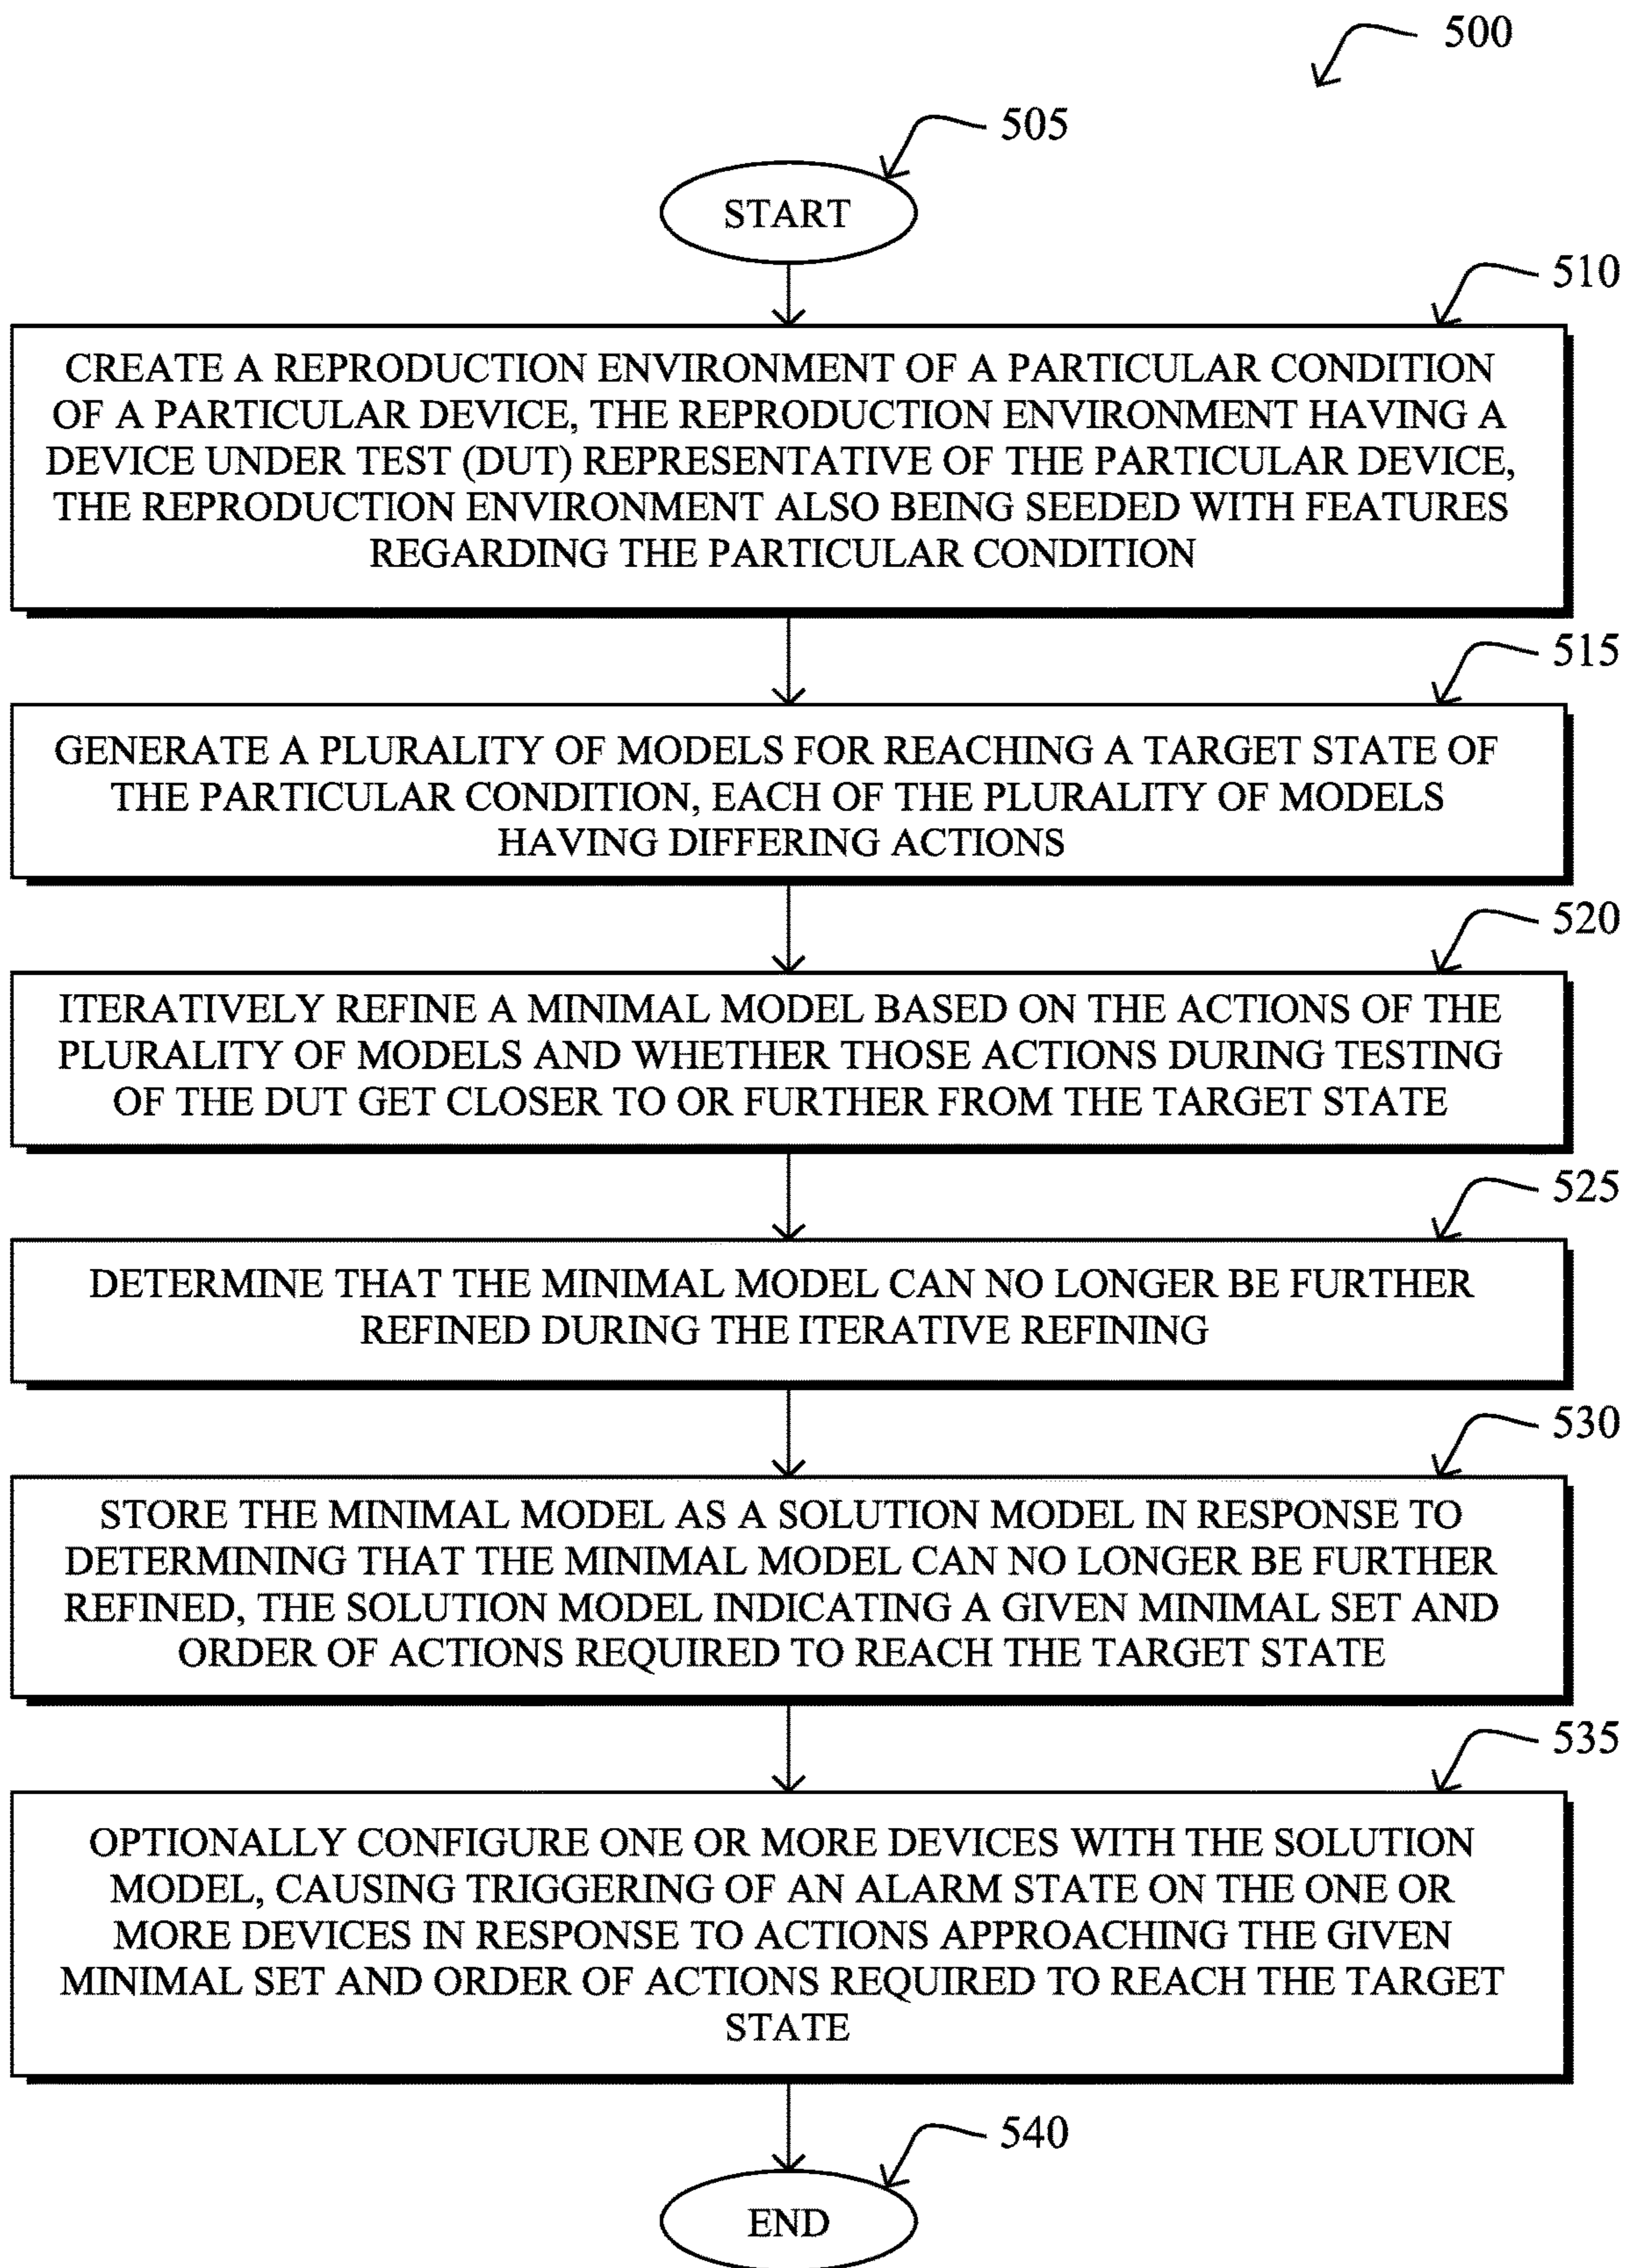 500
505
START
510
CREATE A REPRODUCTION ENVIRONMENT OF A PARTICULAR CONDITION
OF A PARTICULAR DEVICE, THE REPRODUCTION ENVIRONMENT HAVING A
DEVICE UNDER TEST (DUT) REPRESENTATIVE OF THE PARTICULAR DEVICE,
THE REPRODUCTION ENVIRONMENT ALSO BEING SEEDED WITH FEATURES
REGARDING THE PARTICULAR CONDITION
515
GENERATE A PLURALITY OF MODELS FOR REACHING A TARGET STATE OF
THE PARTICULAR CONDITION, EACH OF THE PLURALITY OF MODELS
HAVING DIFFERING ACTIONS
520
ITERATIVELY REFINE A MINIMAL MODEL BASED ON THE ACTIONS OF THE
PLURALITY OF MODELS AND WHETHER THOSE ACTIONS DURING TESTING
OF THE DUT GET CLOSER TO OR FURTHER FROM THE TARGET STATE
525
DETERMINE THAT THE MINIMAL MODEL CAN NO LONGER BE FURTHER
REFINED DURING THE ITERATIVE REFINING
530
STORE THE MINIMAL MODEL AS A SOLUTION MODEL IN RESPONSE TO
DETERMINING THAT THE MINIMAL MODEL CAN NO LONGER BE FURTHER
REFINED, THE SOLUTION MODEL INDICATING A GIVEN MINIMAL SET AND
ORDER OF ACTIONS REQUIRED TO REACH THE TARGET STATE
535
OPTIONALLY CONFIGURE ONE OR MORE DEVICES WITH THE SOLUTION
MODEL, CAUSING TRIGGERING OF AN ALARM STATE ON THE ONE OR
MORE DEVICES IN RESPONSE TO ACTIONS APPROACHING THE GIVEN
MINIMAL SET AND ORDER OF ACTIONS REQUIRED TO REACH THE TARGET
STATE
540
END